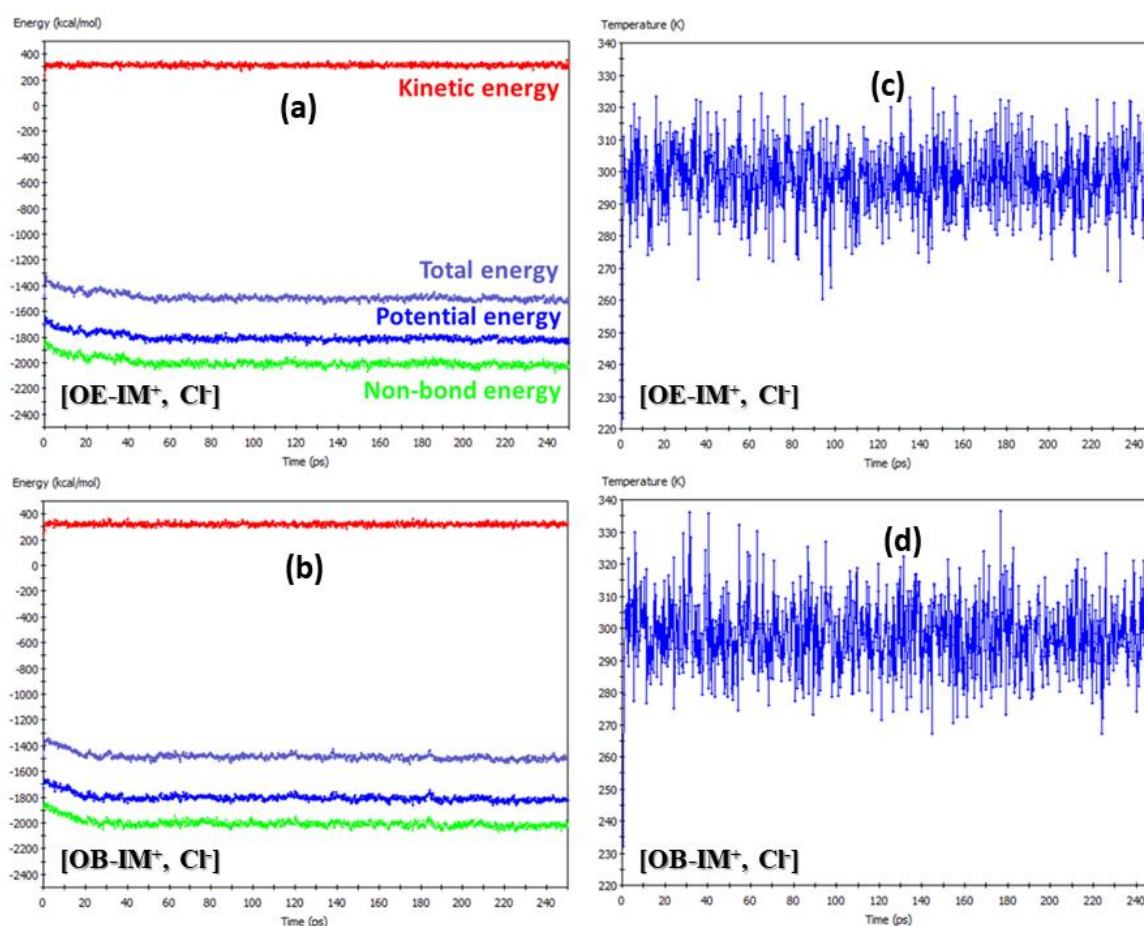 Energy (kcal/mol)
400
200
0
-200
-400
-600
-800
-1000
-1200
-1400
-1600
-1800
-2000
-2200
-2400
Kinetic energy
(a)
Total energy
Potential energy
Non-bond energy
[OE-IM⁺, Cl⁻]
0 20 40 60 80 100 120 140 160 180 200 220 240
Time (ps)
Temperature (K)
340
330
320
310
300
290
280
270
260
250
240
230
220
(c)
[OE-IM⁺, Cl⁻]
0 20 40 60 80 100 120 140 160 180 200 220 240
Time (ps)
Energy (kcal/mol)
400
200
0
-200
-400
-600
-800
-1000
-1200
-1400
-1600
-1800
-2000
-2200
-2400
(b)
[OB-IM⁺, Cl⁻]
0 20 40 60 80 100 120 140 160 180 200 220 240
Time (ps)
Temperature (K)
340
330
320
310
300
290
280
270
260
250
240
230
220
(d)
[OB-IM⁺, Cl⁻]
0 20 40 60 80 100 120 140 160 180 200 220 240
Time (ps)